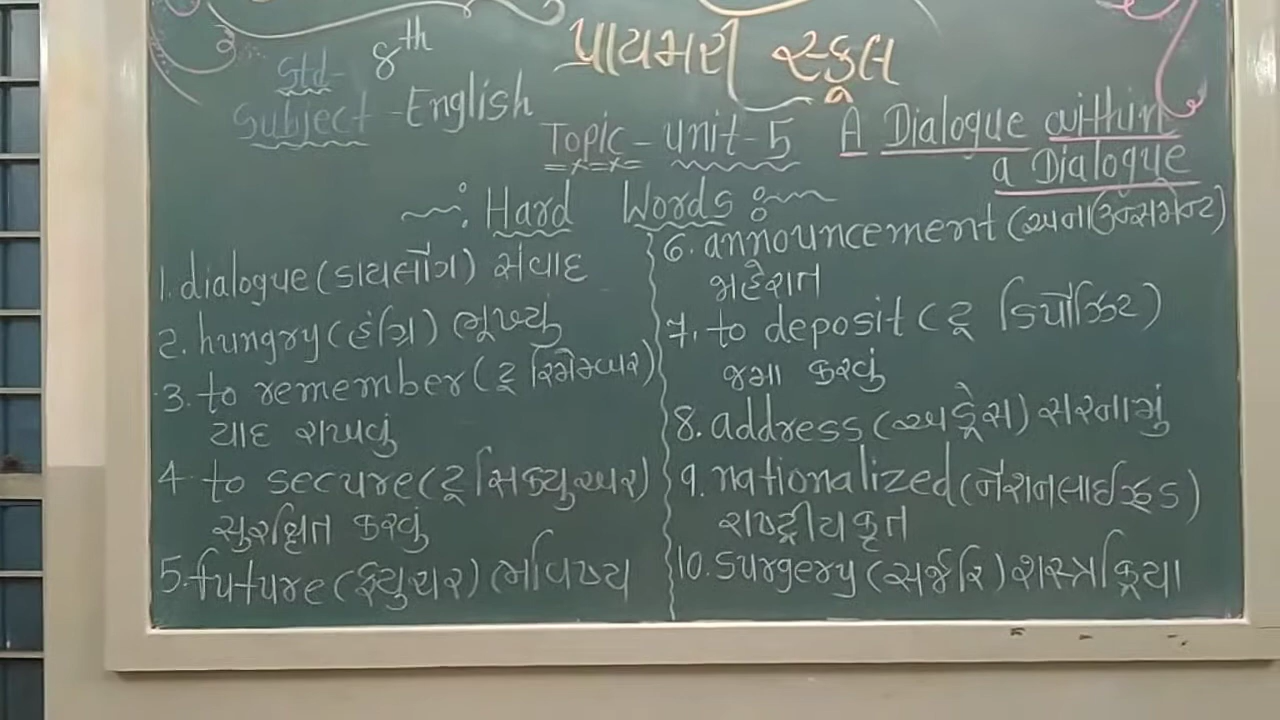 પ્રાયમરી સ્કૂલ
Std- 8th
Subject - English
Topic - unit-5 A Dialogue within
a Dialogue
Hard Words
1. dialogue (ડાયલૉગ) સંવાદ
2. hungry (હંગ્રિ) ભૂખ્યું
3. to remember (ટૂ રિમેમ્બર)
યાદ રાખવું
4 to secure (ટૂ સિક્યુઅર)
સુરક્ષિત કરવું
5. future (ફ્યુચર) ભવિષ્ય
6. announcement (અનાઉન્સમેન્ટ)
જાહેરાત
7. to deposit (ટૂ ડિપૉઝિટ)
જમા કરવું
8. address (અડ્રેસ) સરનામું
9. nationalized (નૅશનલાઈઝ્ડ)
રાષ્ટ્રીયકૃત
10. surgery (સર્જરિ) શસ્ત્રક્રિયા